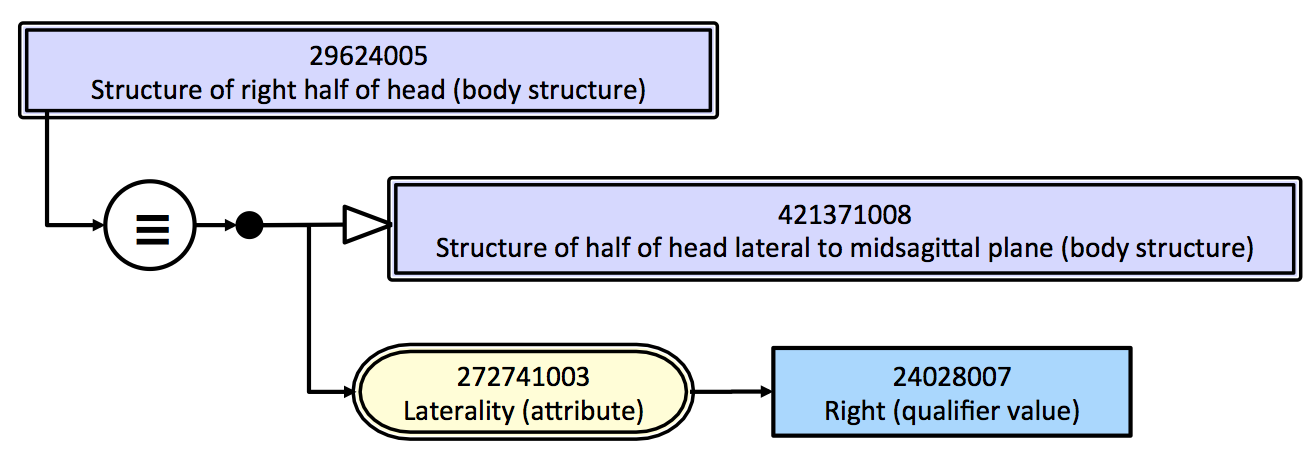 29624005
Structure of right half of head (body structure)
≡
421371008
Structure of half of head lateral to midsagittal plane (body structure)
272741003
Laterality (attribute)
24028007
Right (qualifier value)